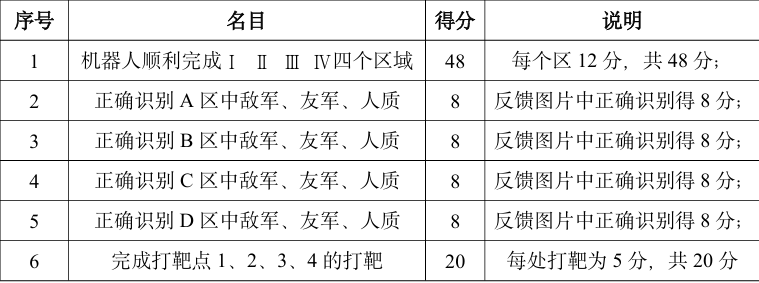 序号 名目 得分 说明
1 机器人顺利完成Ⅰ Ⅱ Ⅲ Ⅳ四个区域 48 每个区 12 分，共 48 分；
2 正确识别 A 区中敌军、友军、人质 8 反馈图片中正确识别得 8 分；
3 正确识别 B 区中敌军、友军、人质 8 反馈图片中正确识别得 8 分；
4 正确识别 C 区中敌军、友军、人质 8 反馈图片中正确识别得 8 分；
5 正确识别 D 区中敌军、友军、人质 8 反馈图片中正确识别得 8 分；
6 完成打靶点 1、2、3、4 的打靶 20 每处打靶为 5 分，共 20 分